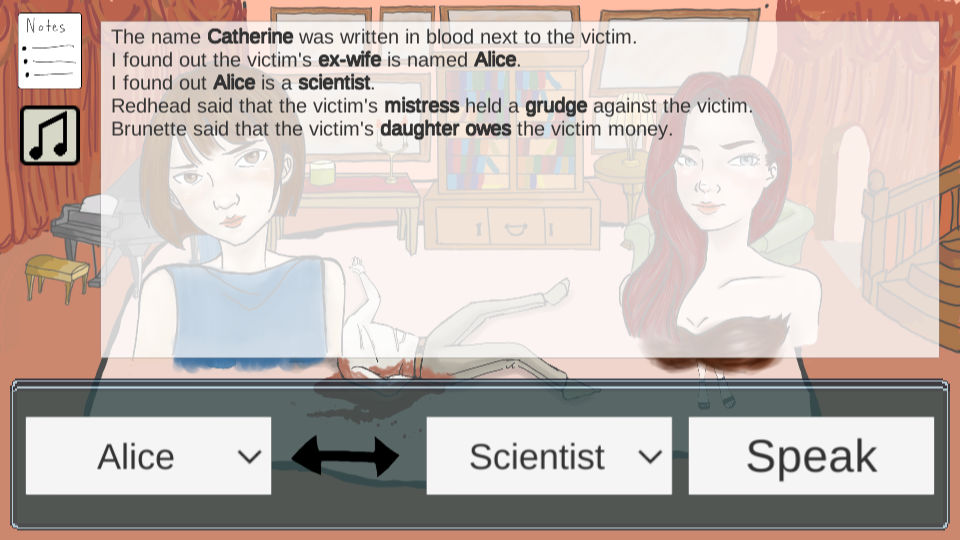 Notes
The name Catherine was written in blood next to the victim.
I found out the victim's ex-wife is named Alice.
I found out Alice is a scientist.
Redhead said that the victim's mistress held a grudge against the victim.
Brunette said that the victim's daughter owes the victim money.
Alice
Scientist
Speak